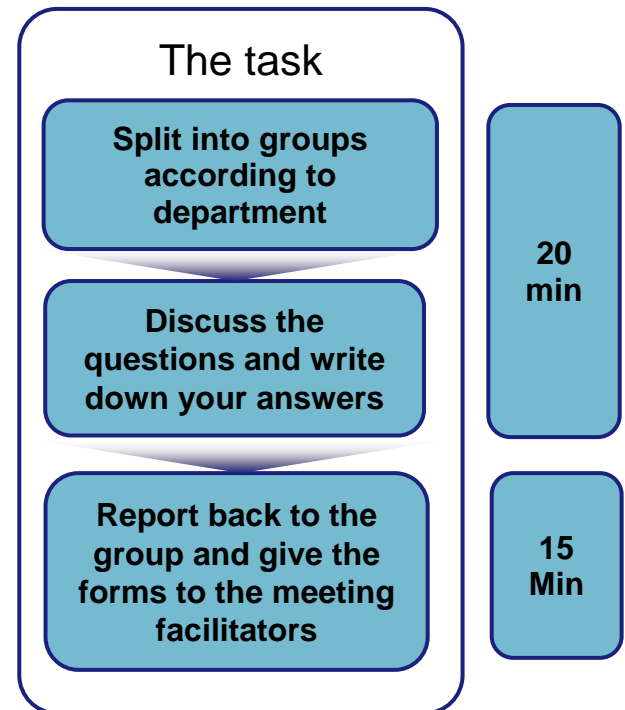 The task
Split into groups
according to
department
20
min
Discuss the
questions and write
down your answers
Report back to the
group and give the
forms to the meeting
facilitators
15
Min